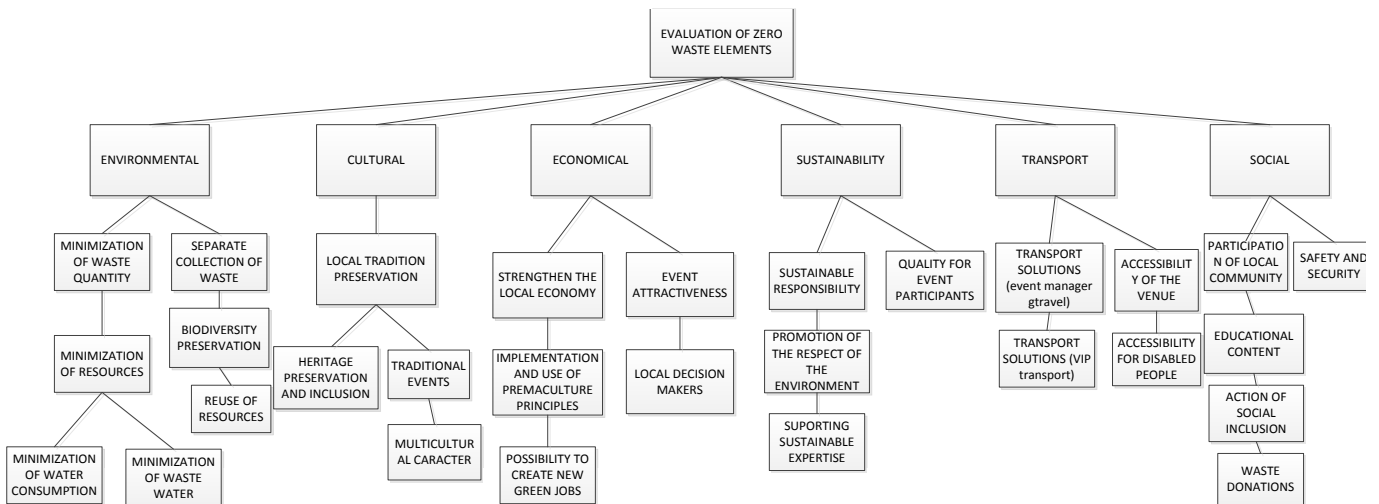 EVALUATION OF ZERO
WASTE ELEMENTS
ENVIRONMENTAL
CULTURAL
ECONOMICAL
SUSTAINABILITY
TRANSPORT
SOCIAL
MINIMIZATION
OF WASTE
QUANTITY
SEPARATE
COLLECTION OF
WASTE
LOCAL TRADITION
PRESERVATION
STRENGTHEN THE
LOCAL ECONOMY
EVENT
ATTRACTIVENESS
SUSTAINABLE
RESPONSIBILITY
QUALITY FOR
EVENT
PARTICIPANTS
TRANSPORT
SOLUTIONS
(event manager
gtravel)
ACCESSIBILIT
Y OF THE
VENUE
PARTICIPATIO
N OF LOCAL
COMMUNITY
SAFETY AND
SECURITY
MINIMIZATION
OF RESOURCES
BIODIVERSITY
PRESERVATION
REUSE OF
RESOURCES
HERITAGE
PRESERVATION
AND INCLUSION
TRADITIONAL
EVENTS
IMPLEMENTATION
AND USE OF
PREMACULTURE
PRINCIPLES
LOCAL DECISION
MAKERS
PROMOTION OF
THE RESPECT OF
THE
ENVIRONMENT
TRANSPORT
SOLUTIONS (VIP
transport)
ACCESSIBILITY
FOR DISABLED
PEOPLE
EDUCATIONAL
CONTENT
ACTION OF
SOCIAL
INCLUSION
MINIMIZATION
OF WATER
CONSUMPTION
MINIMIZATION
OF WASTE
WATER
MULTICULTUR
AL CARACTER
POSSIBILITY TO
CREATE NEW
GREEN JOBS
SUPORTING
SUSTAINABLE
EXPERTISE
WASTE
DONATIONS